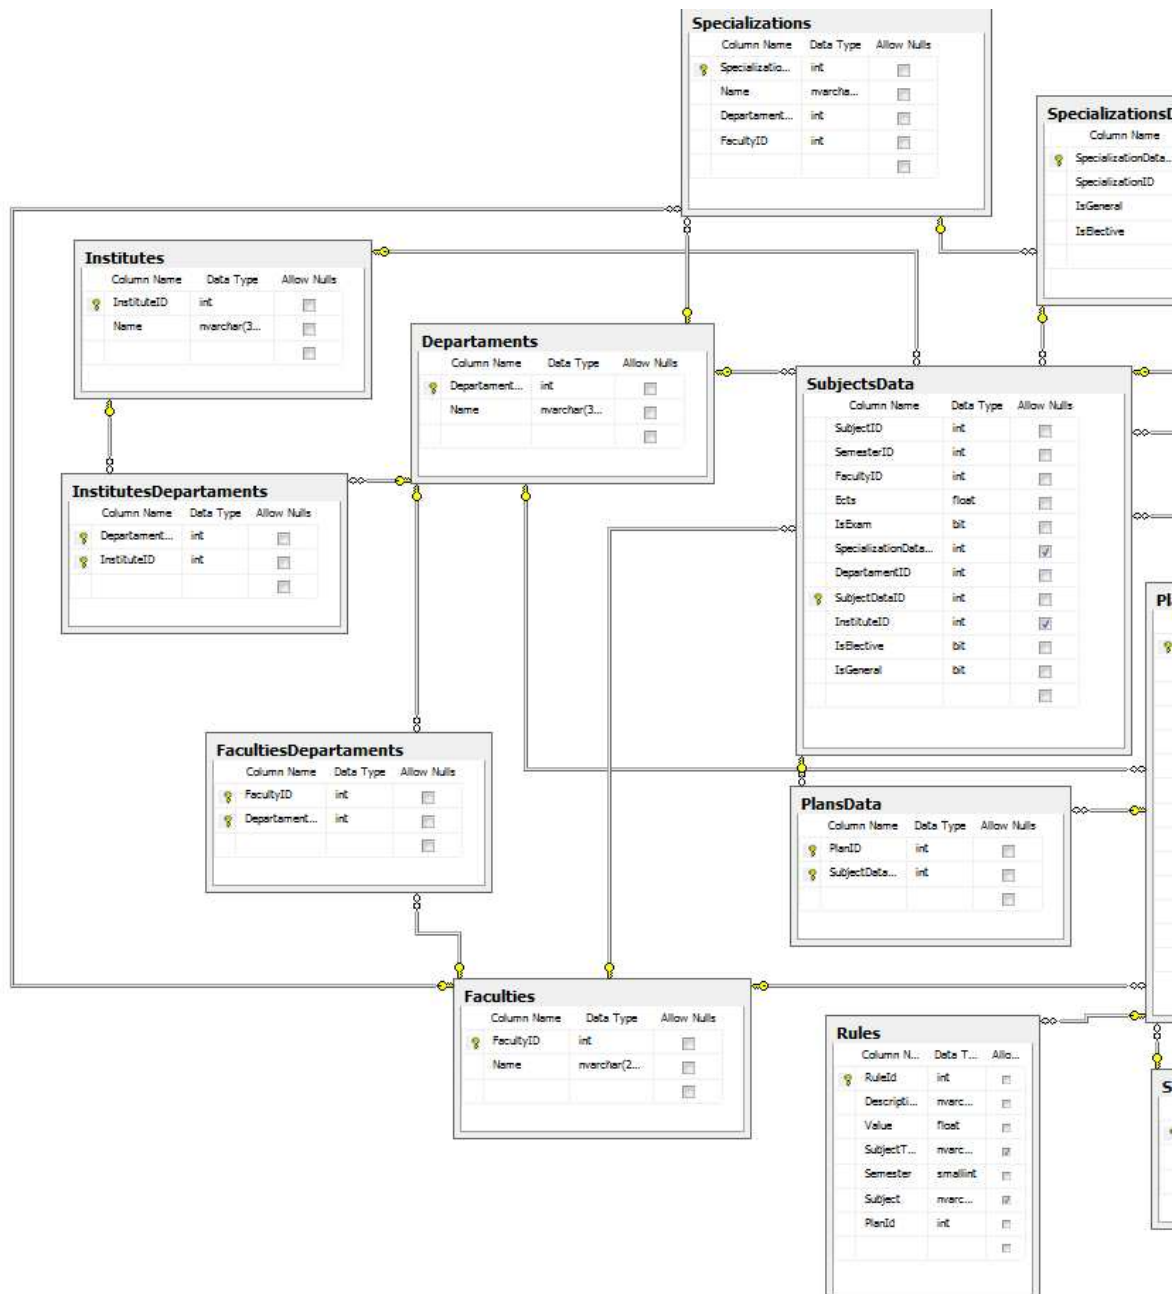 Specializations
Column Name Data Type Allow Nulls
Specializatio... int
Name nvarcha...
Departament... int
FacultyID int
SpecializationsD
Column Name
SpecializationData...
SpecializationID
IsGeneral
IsElective
Institutes
Column Name Data Type Allow Nulls
InstituteID int
Name nvarchar(3...
Departaments
Column Name Data Type Allow Nulls
Departament... int
Name nvarchar(3...
SubjectsData
Column Name Data Type Allow Nulls
SubjectID int
SemesterID int
FacultyID int
Ects float
IsExam bit
SpecializationData... int
DepartamentID int
SubjectDataID int
InstituteID int
IsElective bit
IsGeneral bit
InstitutesDepartaments
Column Name Data Type Allow Nulls
Departament... int
InstituteID int
Pl
FacultiesDepartaments
Column Name Data Type Allow Nulls
FacultyID int
Departament... int
PlansData
Column Name Data Type Allow Nulls
PlanID int
SubjectData... int
Faculties
Column Name Data Type Allow Nulls
FacultyID int
Name nvarchar(2...
Rules
Column N... Data T... Allo...
RuleId int
Descripti... nvarc...
Value float
SubjectT... nvarc...
Semester smallint
Subject nvarc...
PlanId int
S